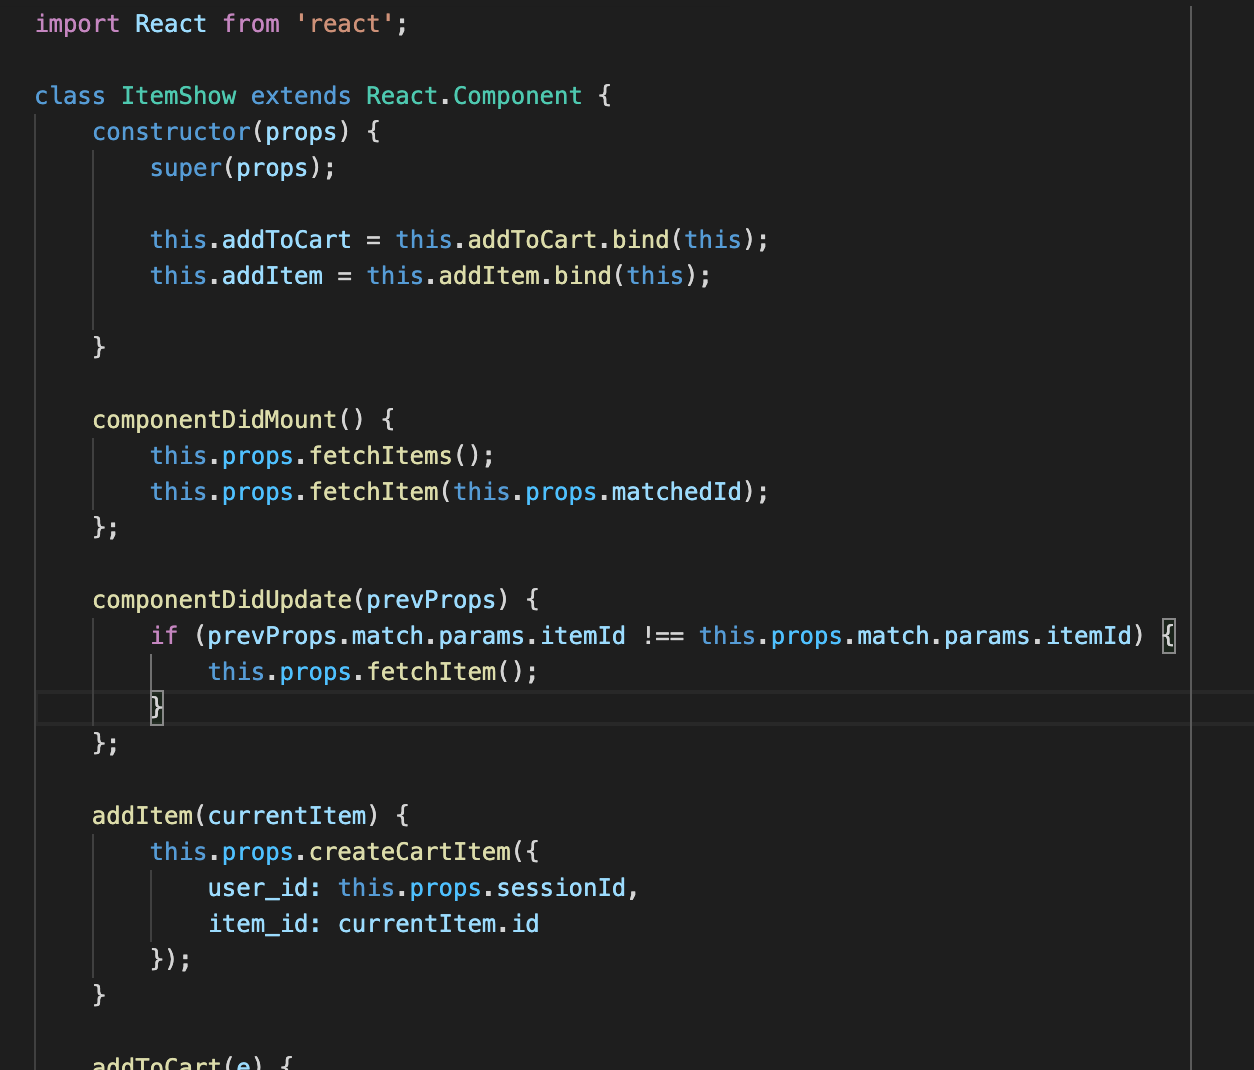 import React from 'react';
class ItemShow extends React.Component {
constructor(props) {
super(props);
this.addToCart = this.addToCart.bind(this);
this.addItem = this.addItem.bind(this);
}
componentDidMount() {
this.props.fetchItems();
this.props.fetchItem(this.props.matchedId);
};
componentDidUpdate(prevProps) {
if (prevProps.match.params.itemId !== this.props.match.params.itemId) {
this.props.fetchItem();
}
};
addItem(currentItem) {
this.props.createCartItem({
user_id: this.props.sessionId,
item_id: currentItem.id
});
}
addToCart(e) {